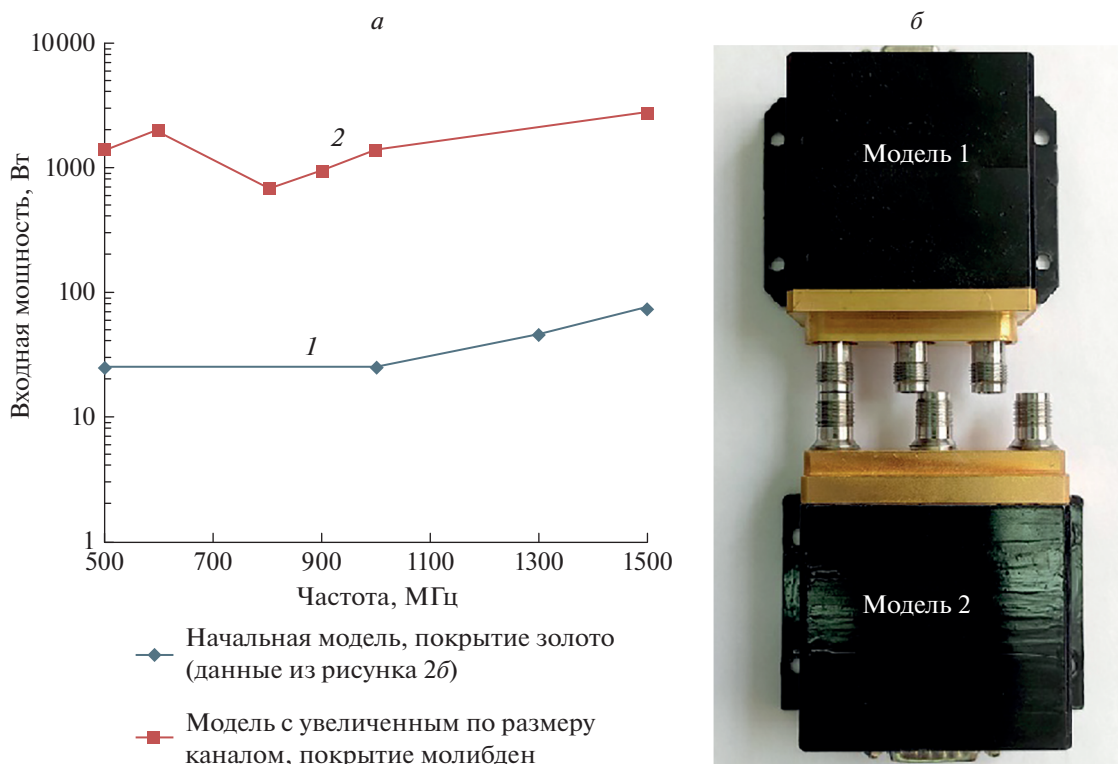 а
б
10000
1000
100
10
1
Входная мощность, Вт
2
1
500
700
900
1100
1300
1500
Частота, МГц
Начальная модель, покрытие золото
(данные из рисунка 2б)
Модель с увеличенным по размеру
каналом, покрытие молибден
Модель 1
Модель 2